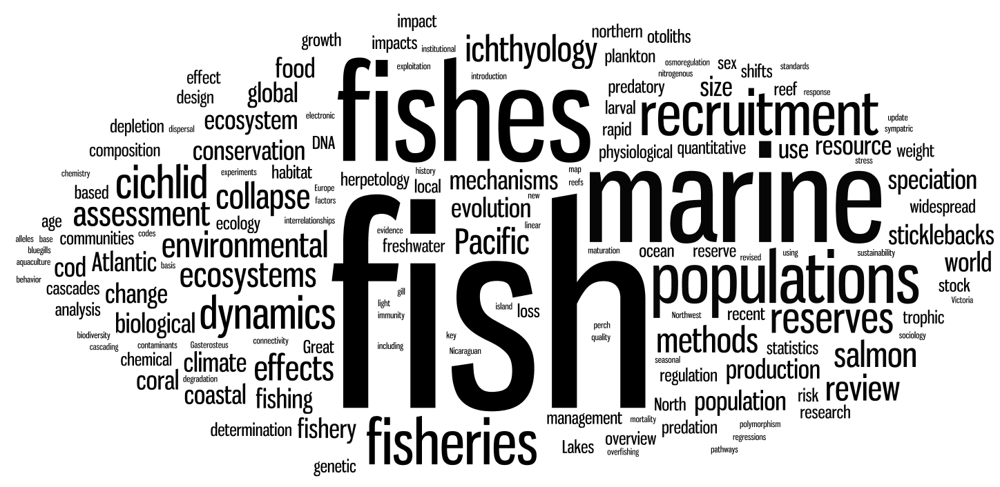 impact
growth
impacts
institutional
ichthyology
northern
otoliths
food
exploitation
introduction
plankton
osmoregulation
nitrogenous
sex
shifts
standards
effect
design
global
fishes
predatory
size
reef
response
larval
recruitment
depletion
dispersal
ecosystem
electronic
rapid
update
sympatric
composition
conservation
DNA
physiological
quantitative
use
resource
weight
stress
chemistry
cichlid
experiments
habitat
herpetology
history
local
mechanisms
map
reefs
marine
speciation
based
collapse
Europe
factors
new
widespread
assessment
evolution
age
ecology
interrelationships
evidence
linear
sticklebacks
alleles
base
communities
codes
environmental
freshwater
Pacific
bluegills
maturation
ocean
reserve
revised
using
sustainability
aquaculture
cod
Atlantic
basis
fish
world
behavior
ecosystems
populations
cascades
change
gill
stock
analysis
dynamics
light
island
loss
Victoria
immunity
Northwest
recent
reserves
trophic
biological
perch
quality
biodiversity
key
methods
sociology
cascading
contaminants
Gasterosteus
connectivity
Great
including
Nicaraguan
statistics
chemical
climate
effects
seasonal
salmon
coral
degradation
regulation
production
coastal
fishing
North
population
risk
review
research
management
mortality
determination
fishery
fisheries
predation
polymorphism
Lakes
overview
regressions
overfishing
pathways
genetic